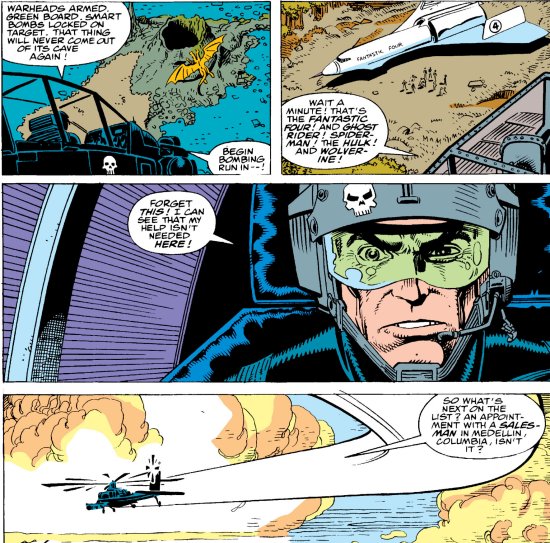 WARHEADS ARMED.
GREEN BOARD. SMART
BOMBS LOCKED ON
TARGET. THAT THING
WILL NEVER COME OUT
OF ITS CAVE
AGAIN!
BEGIN
BOMBING
RUN IN--!
FANTASTIC FOUR
4
WAIT A
MINUTE! THAT'S
THE FANTASTIC
FOUR! AND GHOST
RIDER! SPIDER-
MAN! THE HULK!
AND WOLVER-
INE!
FORGET
THIS! I CAN
SEE THAT MY
HELP ISN'T
NEEDED
HERE!
SO WHAT'S
NEXT ON THE
LIST? AN APPOINT-
MENT WITH A SALES-
MAN IN MEDELLIN,
COLUMBIA, ISN'T
IT?